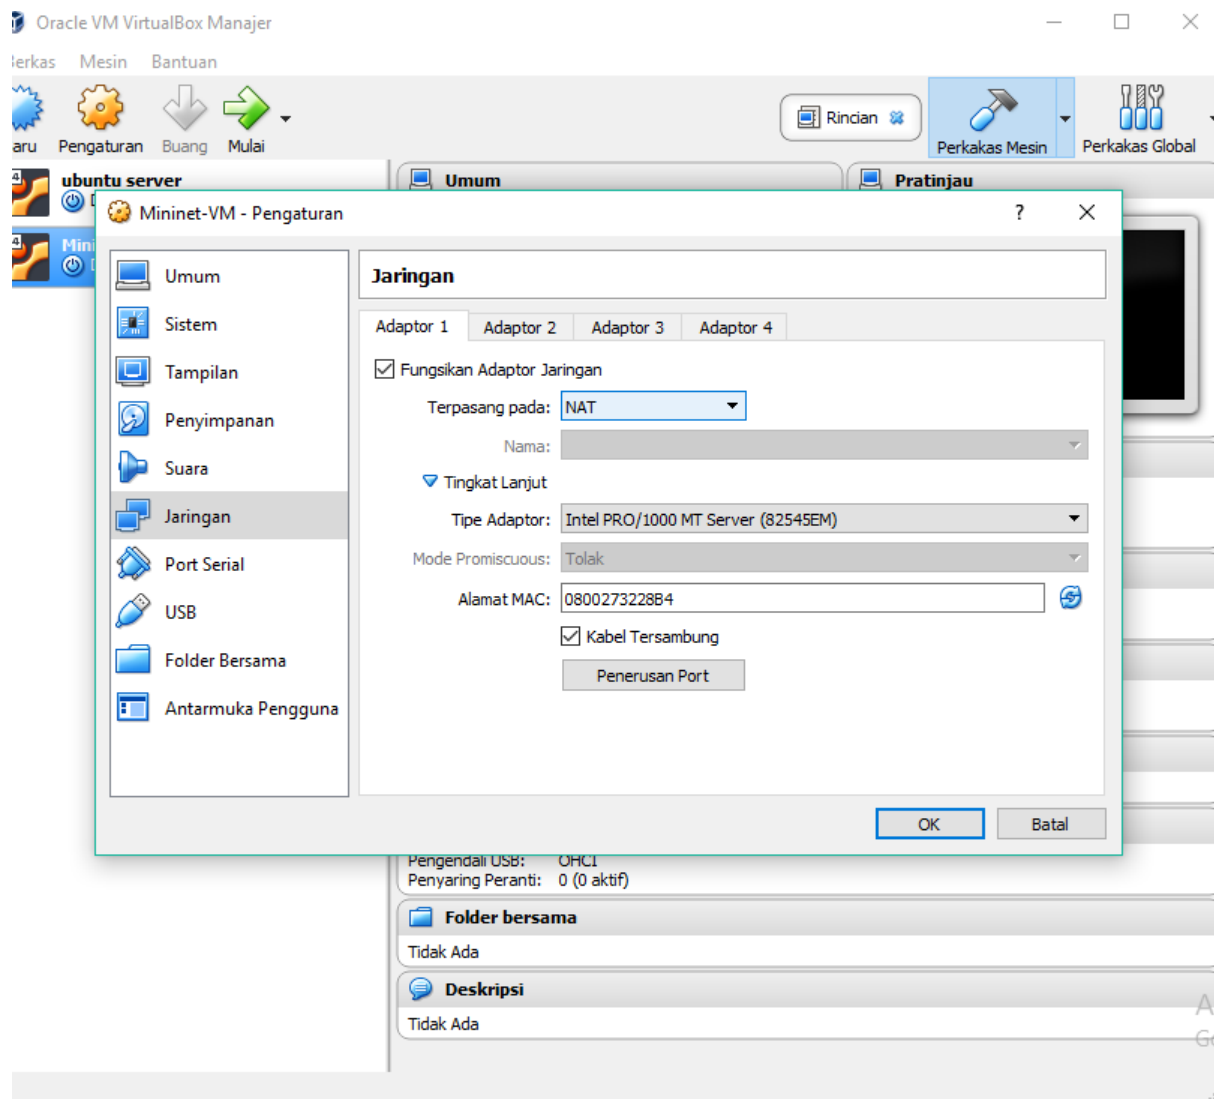 Oracle VM VirtualBox Manajer
Mesin Bantuan
Pengaturan Buang Mulai
Rincian
Perkakas Mesin
Perkakas Global
ubuntu server
Umum
Pratinjau
Mininet-VM - Pengaturan
?
Umum
Sistem
Tampilan
Penyimpanan
Suara
Jaringan
Port Serial
USB
Folder Bersama
Antarmuka Pengguna
Jaringan
Adaptor 1 Adaptor 2 Adaptor 3 Adaptor 4
Fungsikan Adaptor Jaringan
Terpasang pada: NAT
Nama:
Tingkat Lanjut
Tipe Adaptor: Intel PRO/1000 MT Server (82545EM)
Mode Promiscuous: Tolak
Alamat MAC: 0800273228B4
Kabel Tersambung
Penerusan Port
OK Batal
Pengendali USB: OHCI
Penyaring Peranti: 0 (0 aktif)
Folder bersama
Tidak Ada
Deskripsi
Tidak Ada